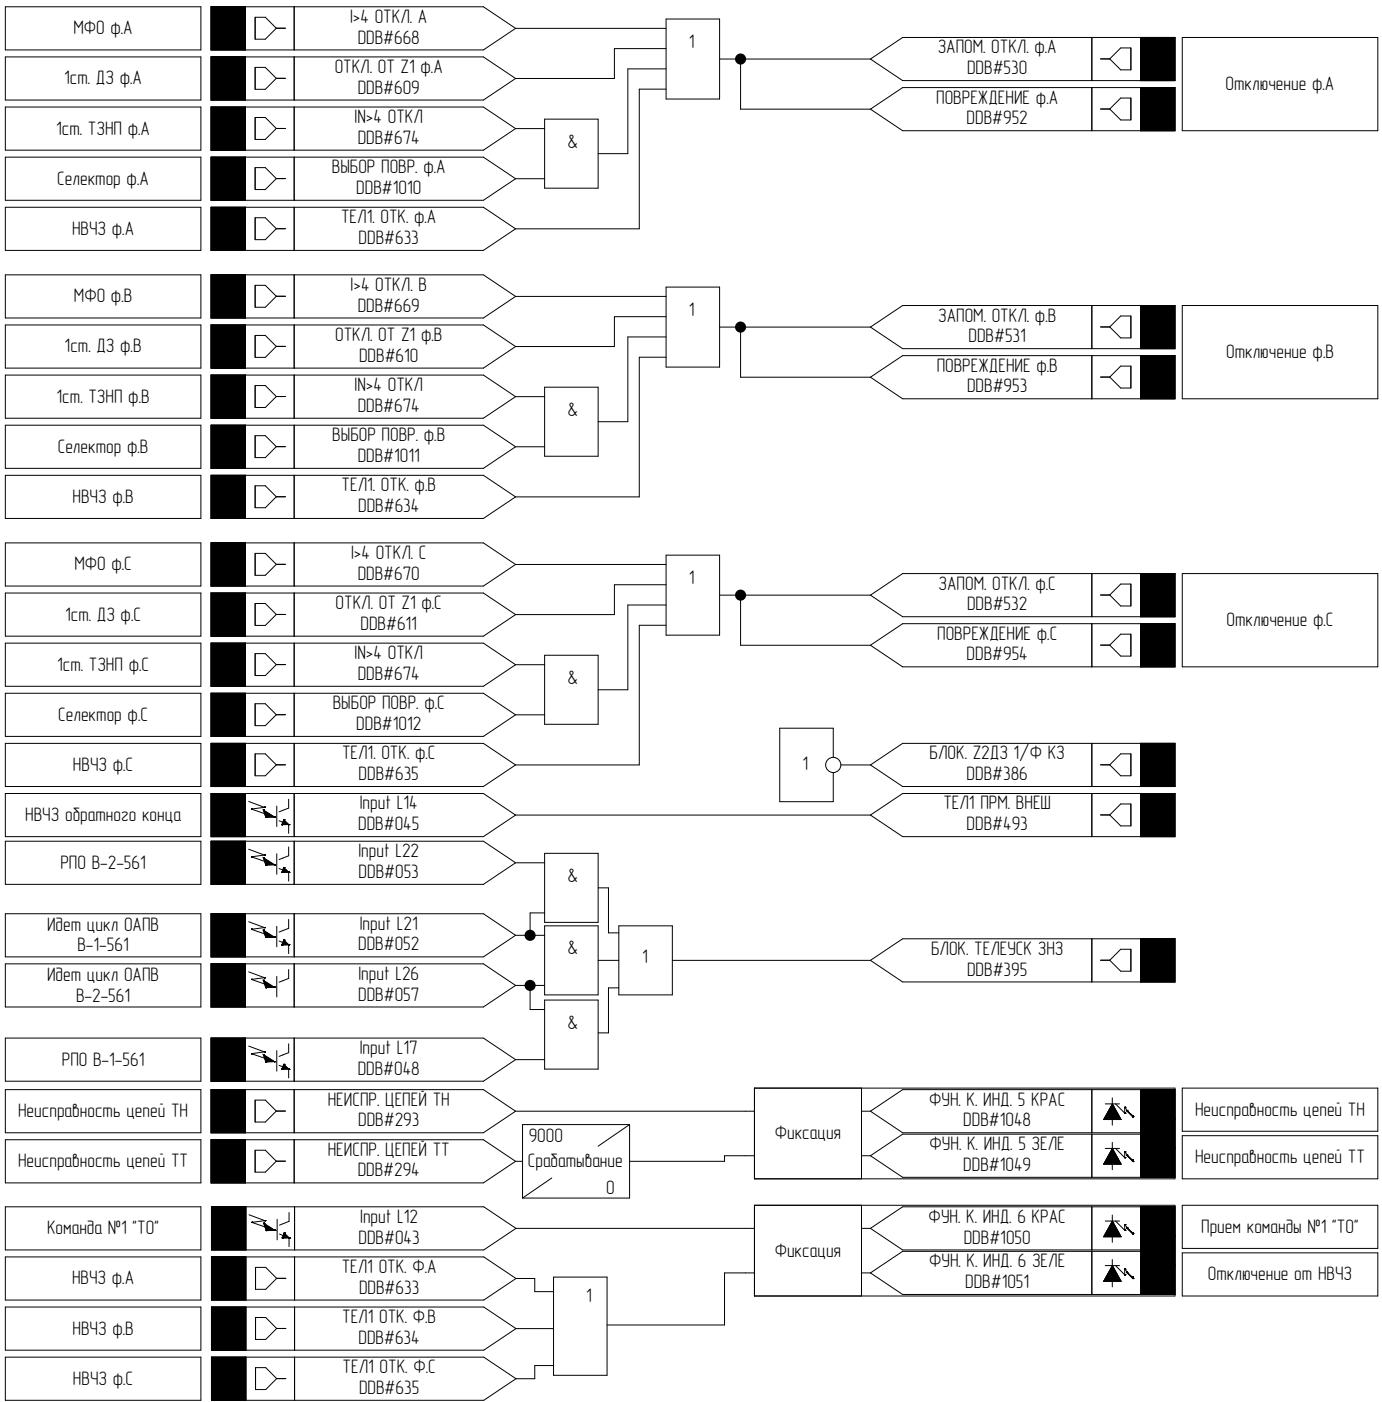 МФО ф.А
I>4 ОТКЛ. А
DDB#668
1
ЗАПОМ. ОТКЛ. ф.А
DDB#530
Отключение ф.А
1ст. ДЗ ф.А
ОТКЛ. ОТ Z1 ф.А
DDB#609
ПОВРЕЖДЕНИЕ ф.А
DDB#952
1ст. ТЗНП ф.А
IN>4 ОТКЛ
DDB#674
&
Селектор ф.А
ВЫБОР ПОВР. ф.А
DDB#1010
НВЧЗ ф.А
ТЕЛ1. ОТК. ф.А
DDB#633
МФО ф.В
I>4 ОТКЛ. В
DDB#669
1
ЗАПОМ. ОТКЛ. ф.В
DDB#531
Отключение ф.В
1ст. ДЗ ф.В
ОТКЛ. ОТ Z1 ф.В
DDB#610
ПОВРЕЖДЕНИЕ ф.В
DDB#953
1ст. ТЗНП ф.В
IN>4 ОТКЛ
DDB#674
&
Селектор ф.В
ВЫБОР ПОВР. ф.В
DDB#1011
НВЧЗ ф.В
ТЕЛ1. ОТК. ф.В
DDB#634
МФО ф.С
I>4 ОТКЛ. С
DDB#670
1
ЗАПОМ. ОТКЛ. ф.С
DDB#532
Отключение ф.С
1ст. ДЗ ф.С
ОТКЛ. ОТ Z1 ф.С
DDB#611
ПОВРЕЖДЕНИЕ ф.С
DDB#954
1ст. ТЗНП ф.С
IN>4 ОТКЛ
DDB#674
&
Селектор ф.С
ВЫБОР ПОВР. ф.С
DDB#1012
НВЧЗ ф.С
ТЕЛ1. ОТК. ф.С
DDB#635
1
БЛОК. Z2ДЗ 1/Ф КЗ
DDB#386
НВЧЗ обратного конца
Input L14
DDB#045
ТЕЛ1 ПРМ. ВНЕШ
DDB#493
РПО В-2-561
Input L22
DDB#053
&
Идет цикл ОАПВ
В-1-561
Input L21
DDB#052
&
1
БЛОК. ТЕЛЕУСК ЗНЗ
DDB#395
Идет цикл ОАПВ
В-2-561
Input L26
DDB#057
&
РПО В-1-561
Input L17
DDB#048
Неисправность цепей ТН
НЕИСПР. ЦЕПЕЙ ТН
DDB#293
Фиксация
ФУН. К. ИНД. 5 КРАС
DDB#1048
Неисправность цепей ТН
Неисправность цепей ТТ
НЕИСПР. ЦЕПЕЙ ТТ
DDB#294
9000
Срабатывание
0
ФУН. К. ИНД. 5 ЗЕЛЕ
DDB#1049
Неисправность цепей ТТ
Команда №1 "ТО"
Input L12
DDB#043
Фиксация
ФУН. К. ИНД. 6 КРАС
DDB#1050
Прием команды №1 "ТО"
НВЧЗ ф.А
ТЕЛ1 ОТК. Ф.А
DDB#633
1
ФУН. К. ИНД. 6 ЗЕЛЕ
DDB#1051
Отключение от НВЧЗ
НВЧЗ ф.В
ТЕЛ1 ОТК. Ф.В
DDB#634
НВЧЗ ф.С
ТЕЛ1 ОТК. Ф.С
DDB#635